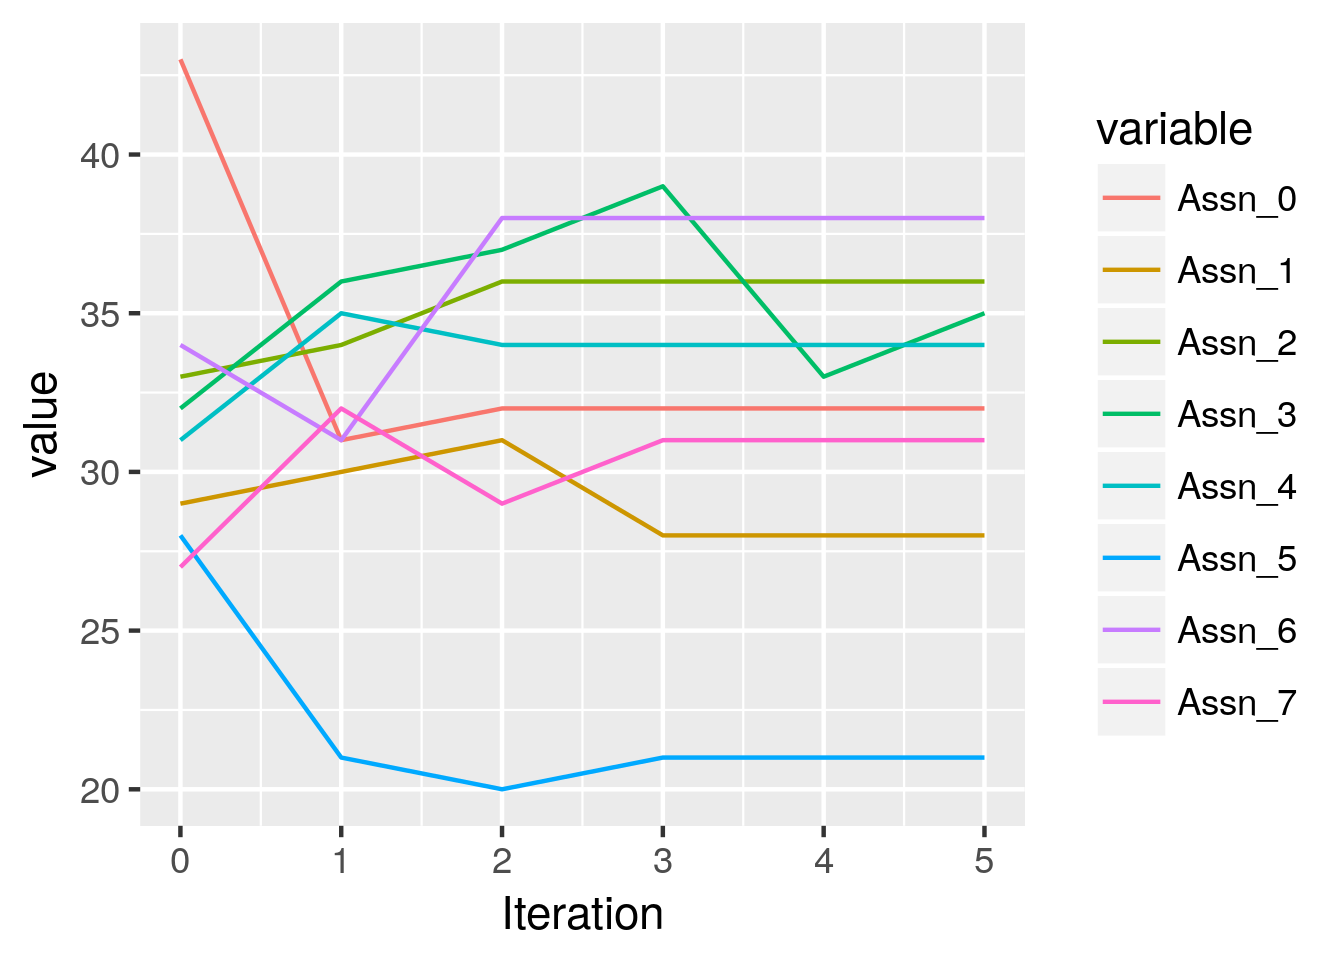 40
35
30
25
20
value
0 1 2 3 4 5
Iteration
variable
Assn_0
Assn_1
Assn_2
Assn_3
Assn_4
Assn_5
Assn_6
Assn_7